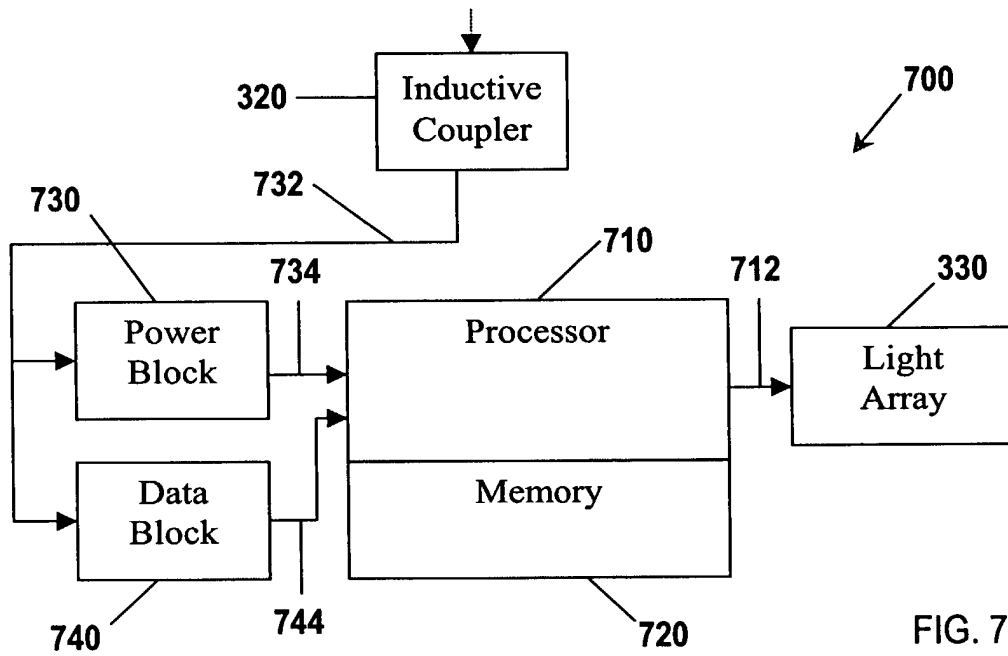 320
Inductive
Coupler
700
732
730
734
710
712
330
Power
Block
Processor
Light
Array
Data
Block
Memory
740
744
720
FIG. 7